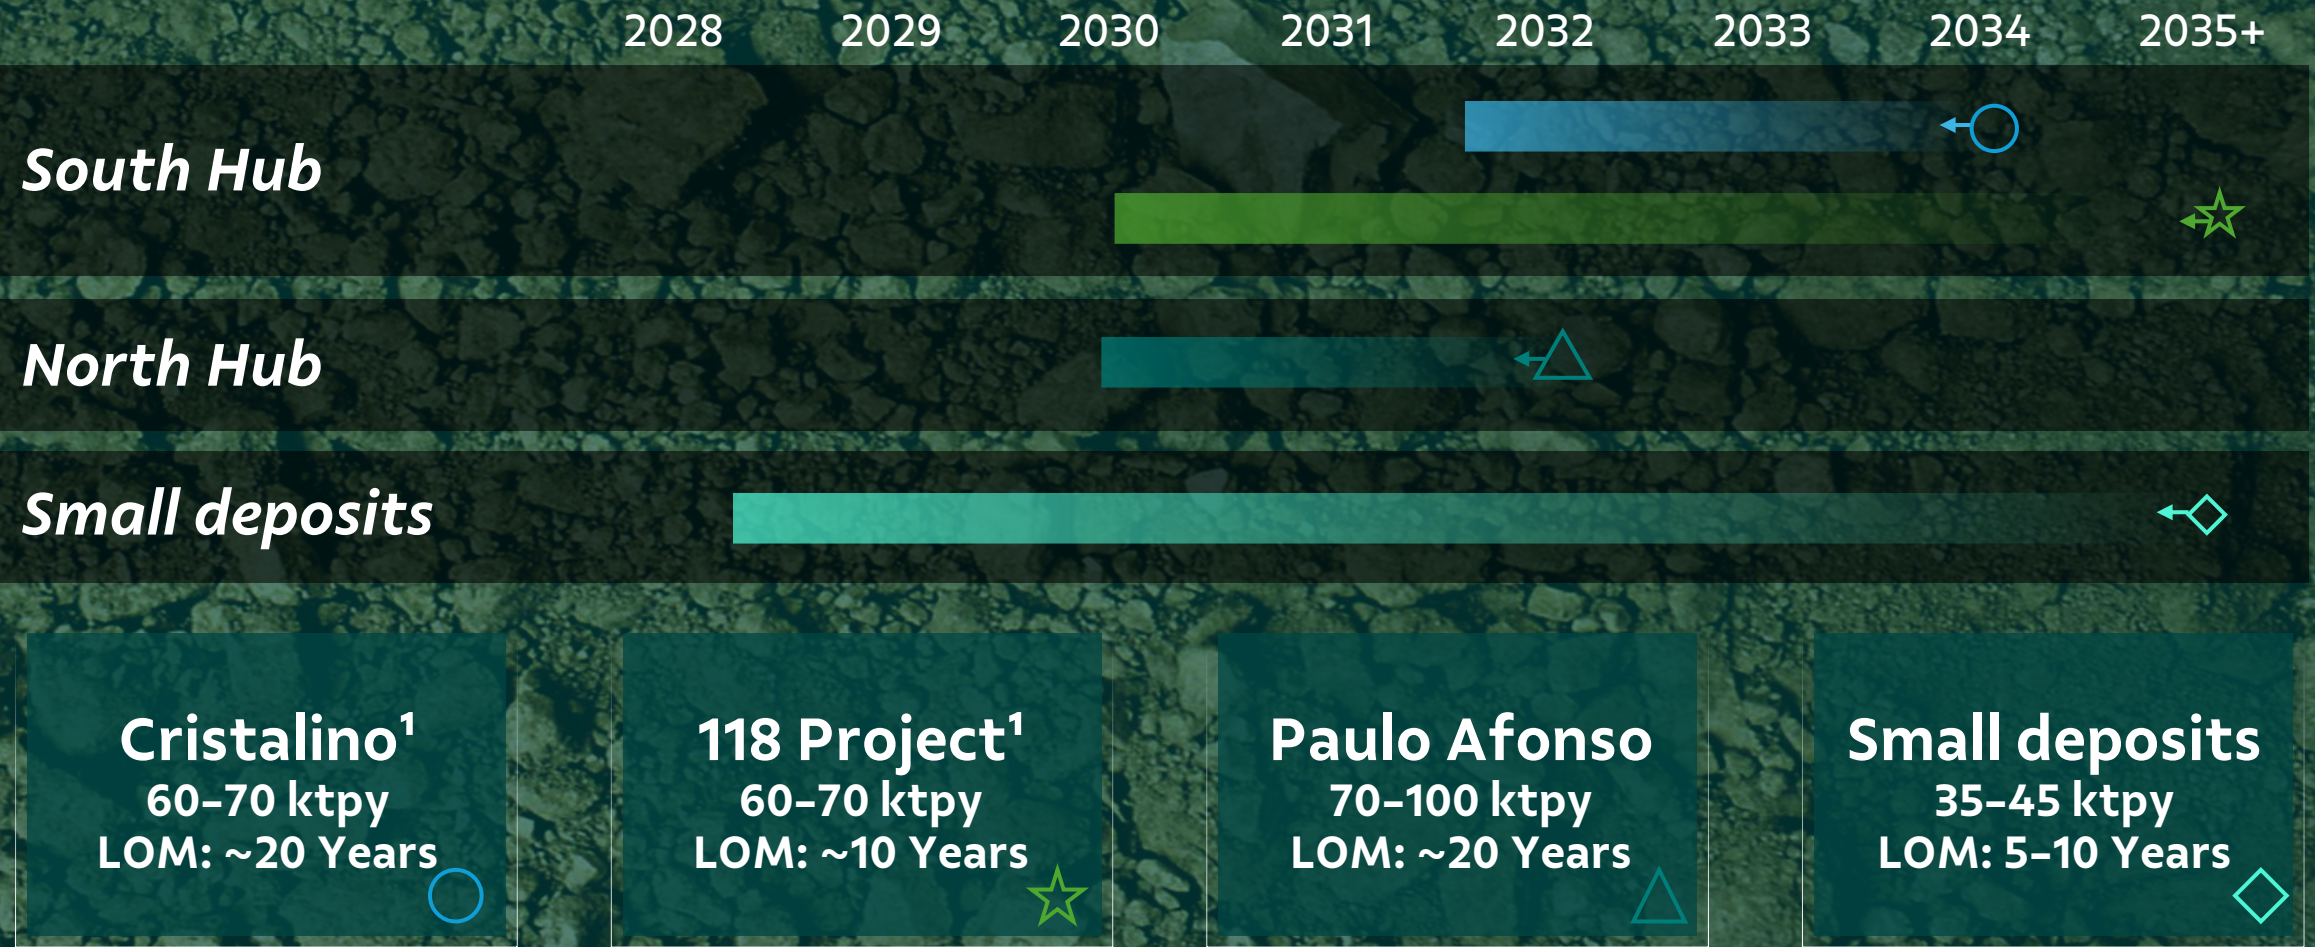 2028 2029 2030 2031 2032 2033 2034 2035+
South Hub
North Hub
Small deposits
Cristalino¹
60-70 ktpy
LOM: ~20 Years
118 Project¹
60-70 ktpy
LOM: ~10 Years
Paulo Afonso
70-100 ktpy
LOM: ~20 Years
Small deposits
35-45 ktpy
LOM: 5-10 Years